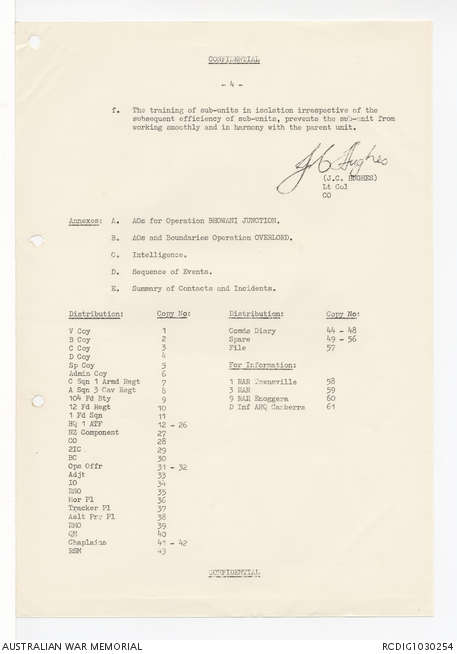 CONFIDENTIAL
- 4 -
f. The training of sub-units in isolation irrespective of the
subsequent efficiency of sub-units, prevents the sub-unit from
working smoothly and in harmony with the parent unit.
J C Hughes
(J.C. HUGHES)
Lt Col
CO
Annexes: A. AOs for Operation BHOWANI JUNCTION.
B. AOs and Boundaries Operation OVERLORD.
C. Intelligence.
D. Sequence of Events.
E. Summary of Contacts and Incidents.
Distribution: Copy No: Distribution: Copy No:
V Coy 1 Comds Diary 44 - 48
B Coy 2 Spare 49 - 56
C Coy 3 File 57
D Coy 4
Sp Coy 5 For Information:
Admin Coy 6
C Sqn 1 Armd Regt 7 1 RAR Townsville 58
A Sqn 3 Cav Regt 8 3 RAR 59
104 Fd Bty 9 9 RAR Enoggera 60
12 Fd Regt 10 D Inf AHQ Canberra 61
1 Fd Sqn 11
HQ 1 ATF 12 - 26
NZ Component 27
CO 28
2IC 29
BC 30
Ops Offr 31 - 32
Adjt 33
IO 34
RMO 35
Mor Pl 36
Tracker Pl 37
Aslt Pnr Pl 38
RMO 39
QM 40
Chaplains 41 - 42
RSM 43
CONFIDENTIAL
AUSTRALIAN WAR MEMORIAL RCDIG1030254